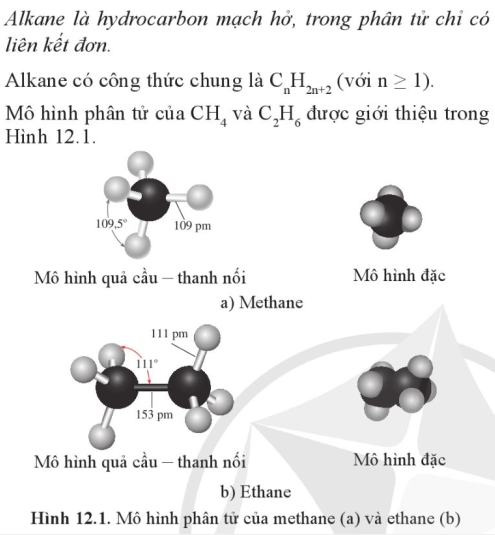 Alkane là hydrocarbon mạch hở, trong phân tử chỉ có
liên kết đơn.
Alkane có công thức chung là CₙH₂ₙ₊₂ (với n ≥ 1).
Mô hình phân tử của CH₄ và C₂H₆ được giới thiệu trong
Hình 12.1.
109,5°
109 pm
Mô hình quả cầu – thanh nối
Mô hình đặc
a) Methane
111 pm
111°
153 pm
Mô hình quả cầu – thanh nối
Mô hình đặc
b) Ethane
Hình 12.1. Mô hình phân tử của methane (a) và ethane (b)